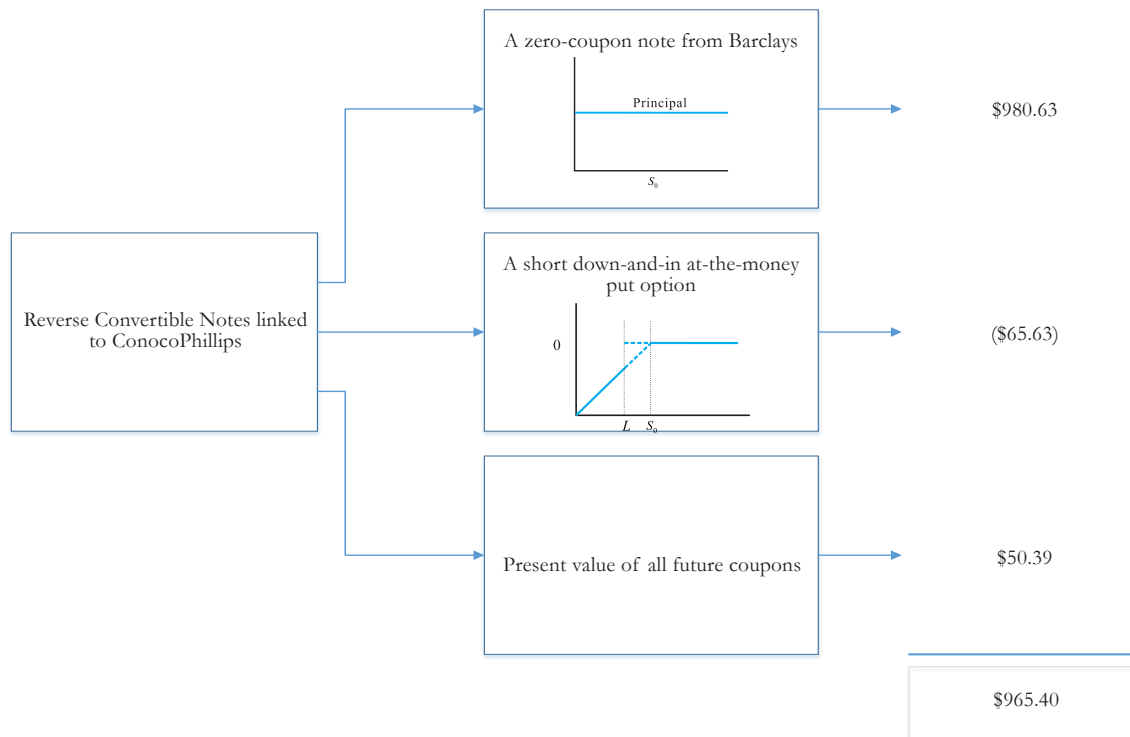 A zero-coupon note from Barclays
Principal
S₀
$980.63
Reverse Convertible Notes linked
to ConocoPhillips
A short down-and-in at-the-money
put option
0
L S₀
($65.63)
Present value of all future coupons
$50.39
$965.40